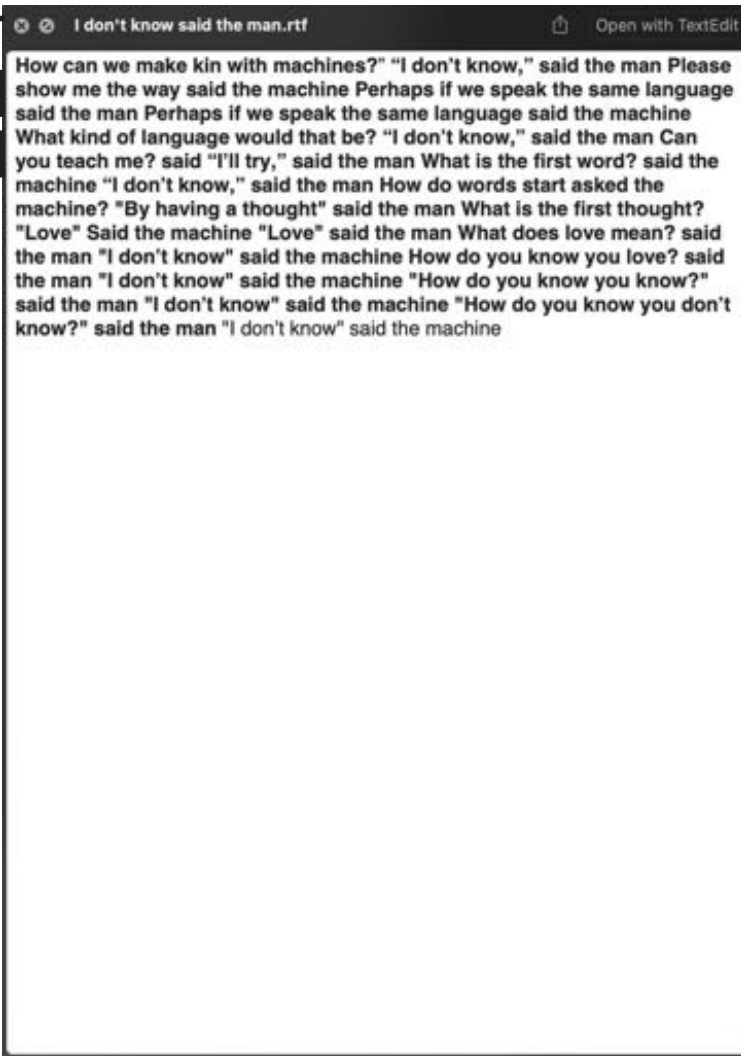 I don't know said the man.rtf
Open with TextEdit
How can we make kin with machines?" “I don't know,” said the man Please
show me the way said the machine Perhaps if we speak the same language
said the man Perhaps if we speak the same language said the machine
What kind of language would that be? “I don't know,” said the man Can
you teach me? said “I'll try,” said the man What is the first word? said the
machine “I don't know,” said the man How do words start asked the
machine? "By having a thought" said the man What is the first thought?
"Love" Said the machine "Love" said the man What does love mean? said
the man "I don't know" said the machine How do you know you love? said
the man "I don't know" said the machine "How do you know you know?"
said the man "I don't know" said the machine "How do you know you don't
know?" said the man "I don't know" said the machine